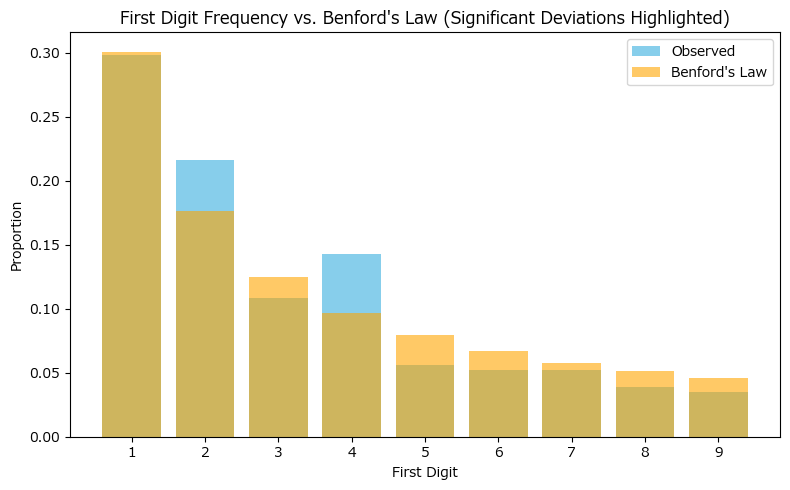 First Digit Frequency vs. Benford's Law (Significant Deviations Highlighted)
Observed
Benford's Law
Proportion
0.30
0.25
0.20
0.15
0.10
0.05
0.00
1 2 3 4 5 6 7 8 9
First Digit